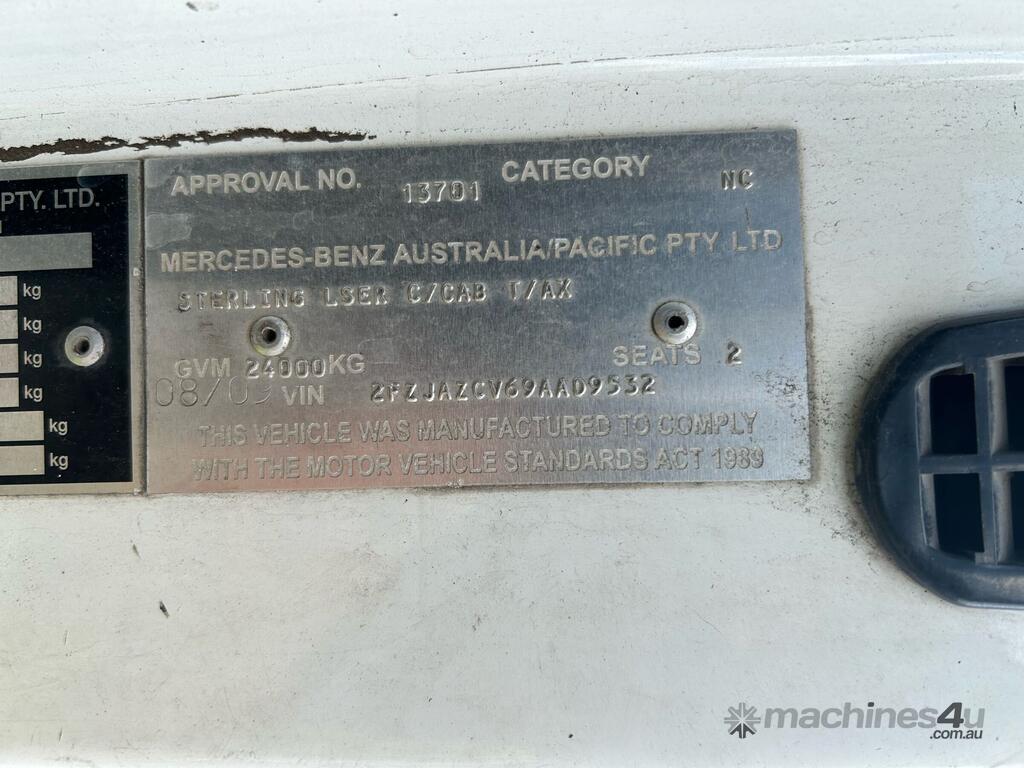 PTY. LTD.
kg
kg
kg
kg
kg
kg
APPROVAL NO. 13701 CATEGORY NC
MERCEDES-BENZ AUSTRALIA/PACIFIC PTY LTD
STERLING LSER C/CAB T/AX
GVM 24000KG SEATS 2
08/09 VIN 2FZJAZCV69AAD9532
THIS VEHICLE WAS MANUFACTURED TO COMPLY
WITH THE MOTOR VEHICLE STANDARDS ACT 1989
machines4u
.com.au